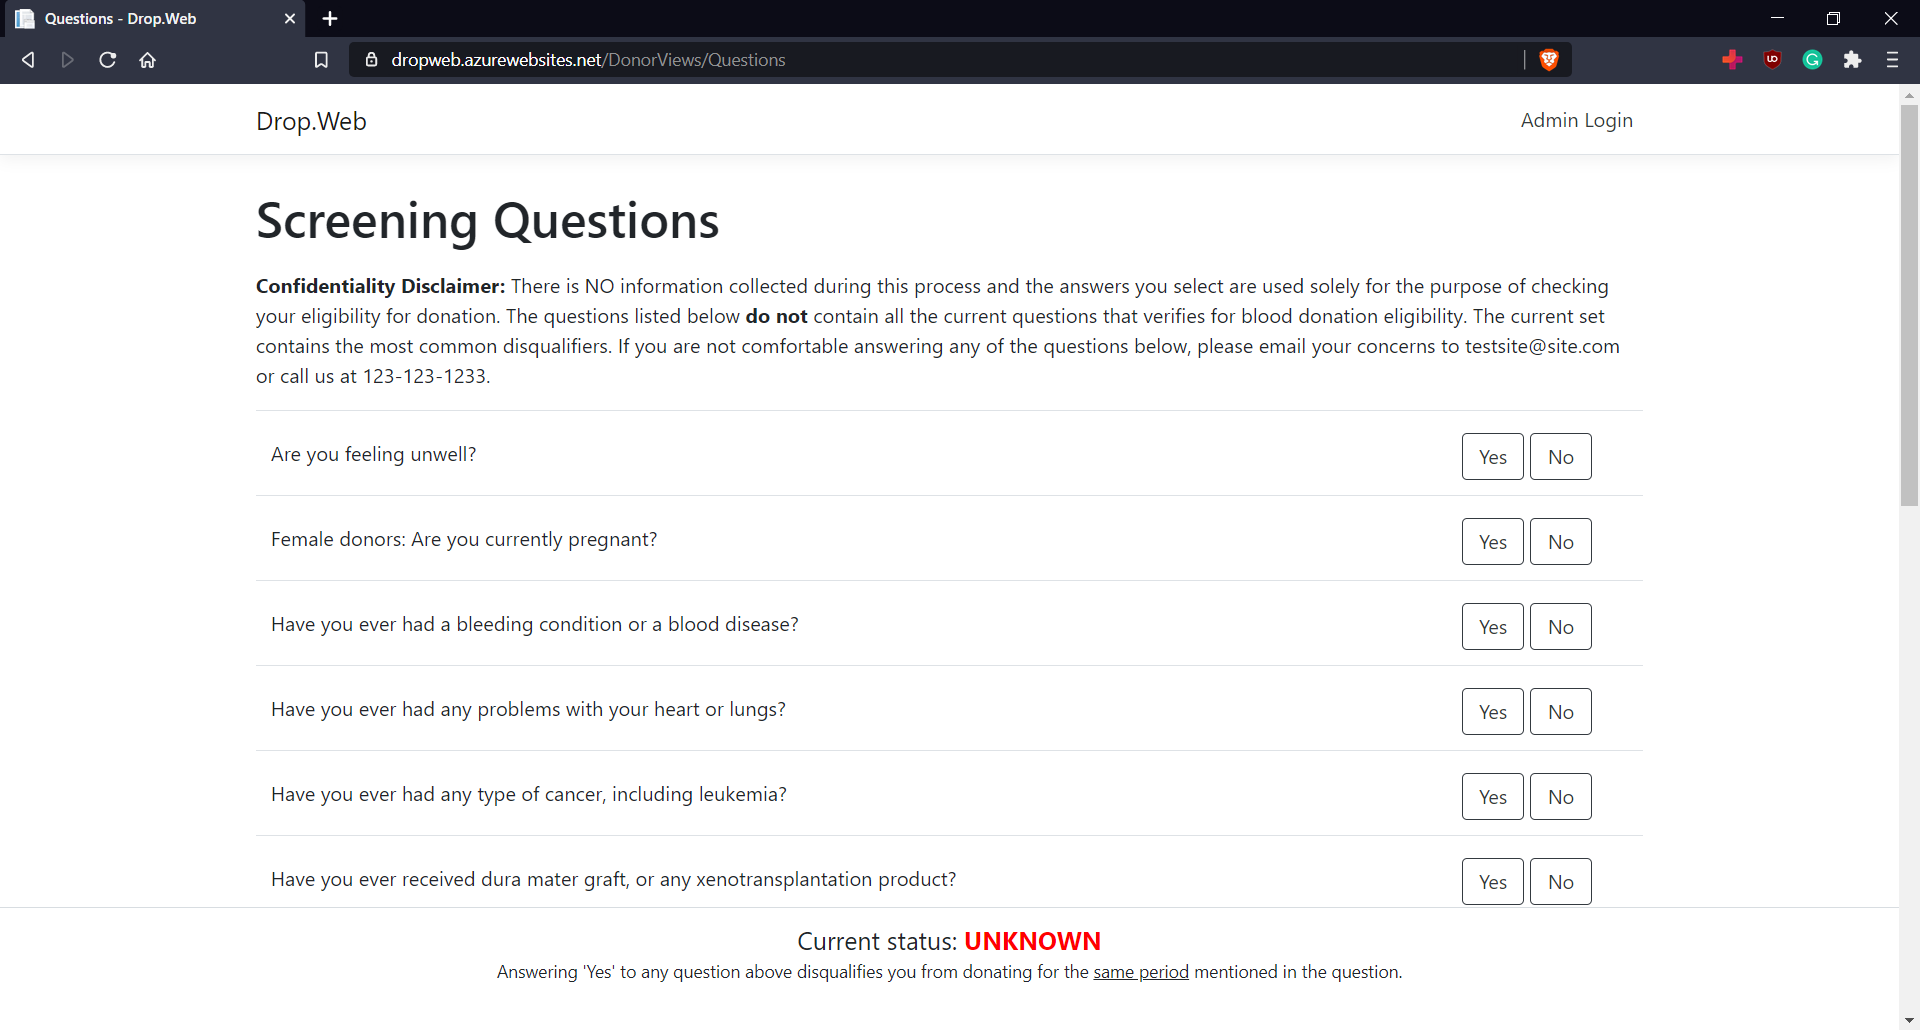 Questions - Drop.Web
dropweb.azurewebsites.net/DonorViews/Questions
Drop.Web
Admin Login
Screening Questions
Confidentiality Disclaimer: There is NO information collected during this process and the answers you select are used solely for the purpose of checking
your eligibility for donation. The questions listed below do not contain all the current questions that verifies for blood donation eligibility. The current set
contains the most common disqualifiers. If you are not comfortable answering any of the questions below, please email your concerns to testsite@site.com
or call us at 123-123-1233.
Are you feeling unwell? Yes No
Female donors: Are you currently pregnant? Yes No
Have you ever had a bleeding condition or a blood disease? Yes No
Have you ever had any problems with your heart or lungs? Yes No
Have you ever had any type of cancer, including leukemia? Yes No
Have you ever received dura mater graft, or any xenotransplantation product? Yes No
Current status: UNKNOWN
Answering 'Yes' to any question above disqualifies you from donating for the same period mentioned in the question.